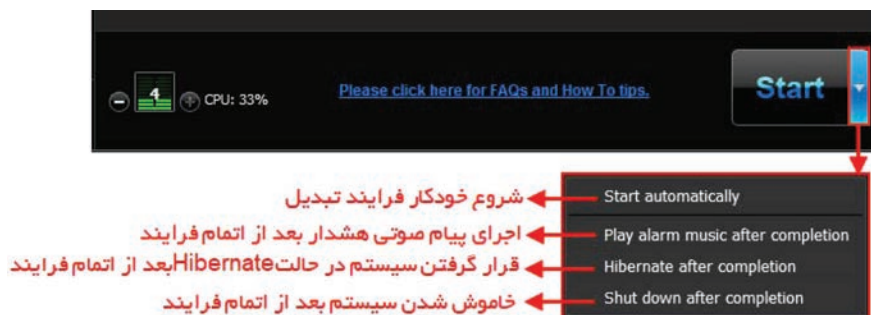 4
CPU: 33%
Please click here for FAQs and How To tips.
Start
شروع خودکار فرایند تبدیل
Start automatically
اجرای پیام صوتی هشدار بعد از اتمام فرایند
Play alarm music after completion
قرار گرفتن سیستم در حالتHibernateبعد از اتمام فرایند
Hibernate after completion
خاموش شدن سیستم بعد از اتمام فرایند
Shut down after completion